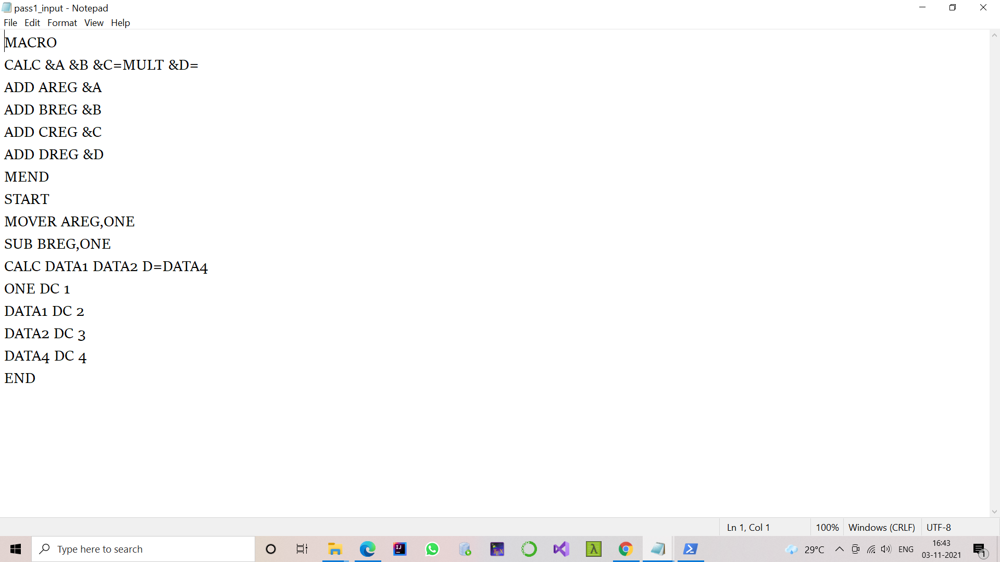 pass1_input - Notepad
File Edit Format View Help
MACRO
CALC &A &B &C=MULT &D=
ADD AREG &A
ADD BREG &B
ADD CREG &C
ADD DREG &D
MEND
START
MOVER AREG,ONE
SUB BREG,ONE
CALC DATA1 DATA2 D=DATA4
ONE DC 1
DATA1 DC 2
DATA2 DC 3
DATA4 DC 4
END
Ln 1, Col 1 100% Windows (CRLF) UTF-8
Type here to search
29°C ENG
16:43
03-11-2021
1